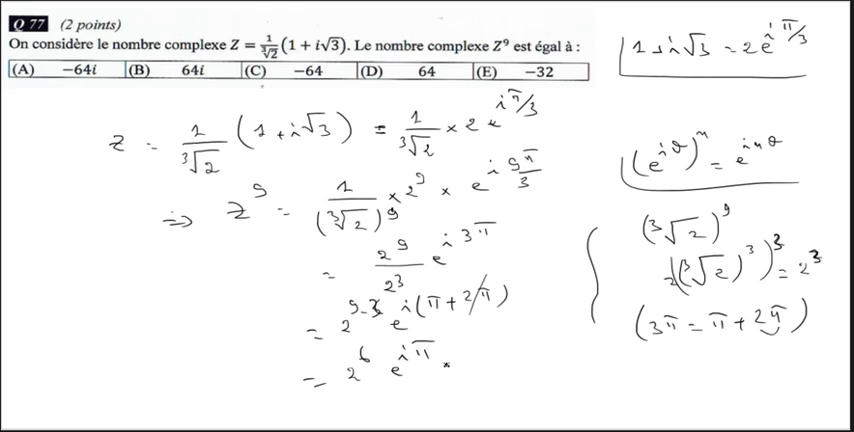 Q 77 (2 points)
On considère le nombre complexe Z = 1/∛2 (1 + i√3). Le nombre complexe Z⁹ est égal à :
(A) −64i (B) 64i (C) −64 (D) 64 (E) −32
1 + i√3 = 2e^{iπ/3}
z = 1/∛2 (1 + i√3) = 1/∛2 × 2 e^{iπ/3}
(e^{iθ})^n = e^{inθ}
⇒ z⁹ = 1/(∛2)⁹ × 2⁹ × e^{i9π/3}
= 2⁹/2³ e^{i3π}
= 2^{9-3} e^{i(π+2π)}
= 2⁶ e^{iπ}.
(∛2)⁹
=((∛2)³)³ = 2³
(3π = π + 2π)